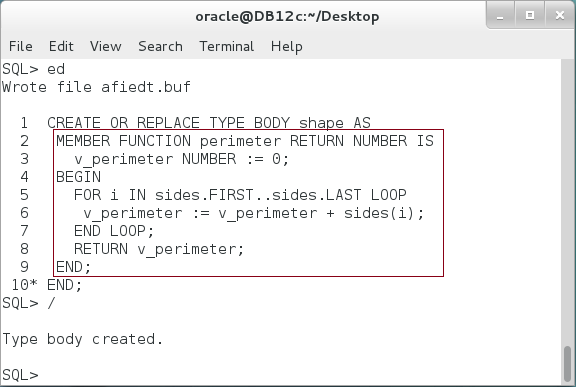 oracle@DB12c:~/Desktop
File Edit View Search Terminal Help
SQL> ed
Wrote file afiedt.buf
1 CREATE OR REPLACE TYPE BODY shape AS
2 MEMBER FUNCTION perimeter RETURN NUMBER IS
3 v_perimeter NUMBER := 0;
4 BEGIN
5 FOR i IN sides.FIRST..sides.LAST LOOP
6 v_perimeter := v_perimeter + sides(i);
7 END LOOP;
8 RETURN v_perimeter;
9 END;
10* END;
SQL> /
Type body created.
SQL>